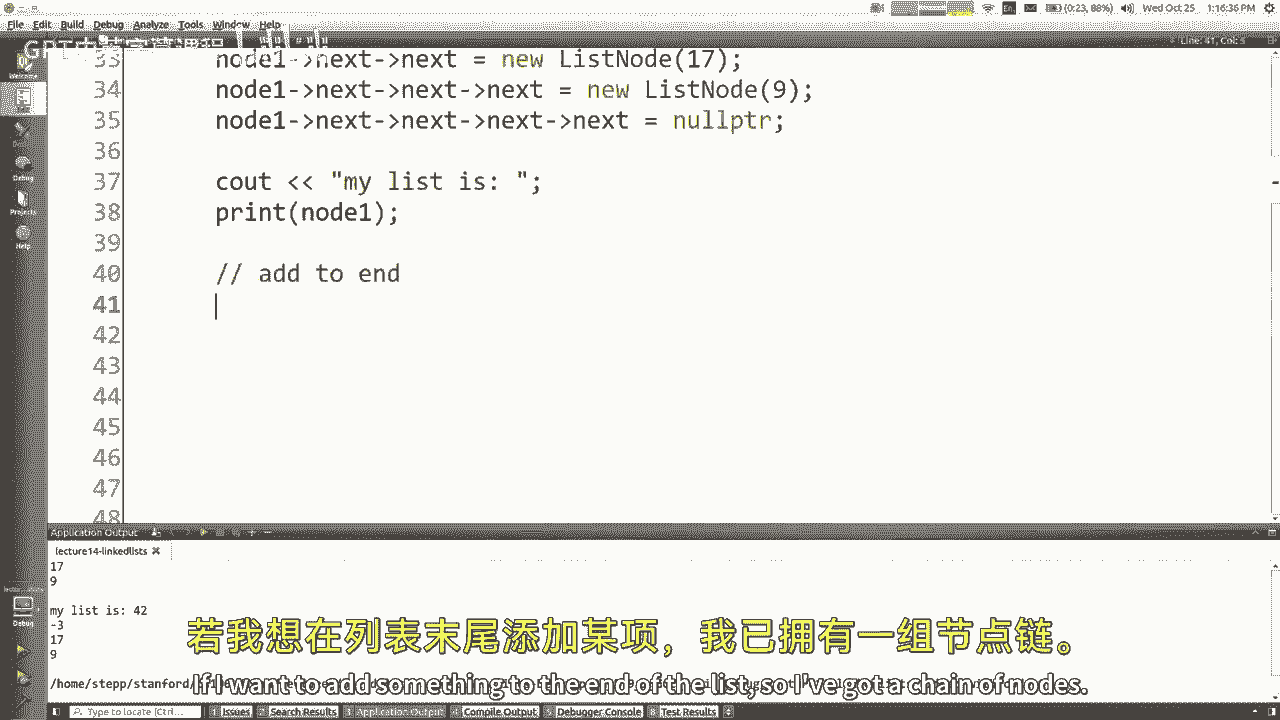 File Edit Build Debug Analyze Tools Window Help
(0:23, 88%) Wed Oct 25 1:16:36 PM
Line: 41, Col: 5
Welcome
33 node1->next->next = new ListNode(17);
34 node1->next->next->next = new ListNode(9);
35 node1->next->next->next->next = nullptr;
36
37 cout << "my list is: ";
38 print(node1);
39
40 // add to end
41
42
43
44
45
46
47
48
Debug
Projects
Help
Application Output
lecture14-linkedlists
17
9
my list is: 42
-3
17
9
若我想在列表末尾添加某项，我已拥有一组节点链。
If I want to add something to the end of the list, so I've got a chain of nodes.
/home/stepp/stanford/
Debug
Type to locate (Ctrl...
1 Issues 2 Search Results 3 Application Output 4 Compile Output 5 Debugger Console 8 Test Results